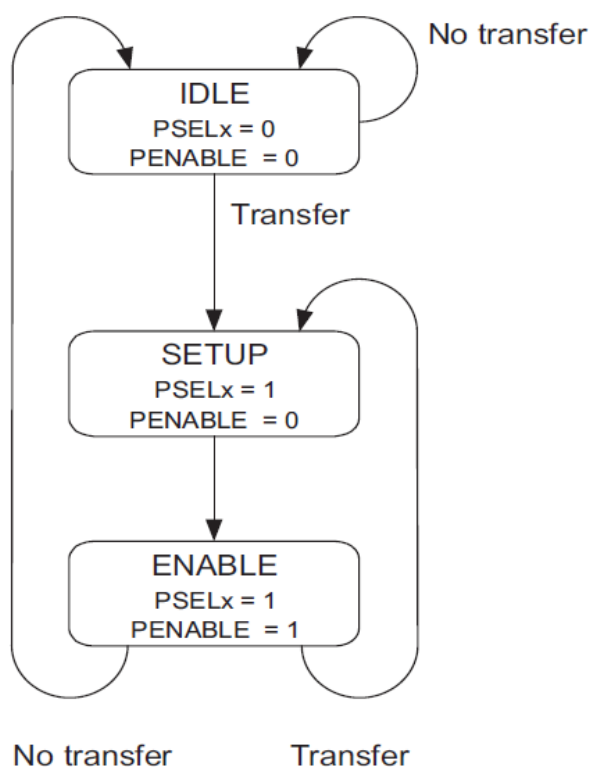 No transfer
IDLE
PSELx = 0
PENABLE = 0
Transfer
SETUP
PSELx = 1
PENABLE = 0
ENABLE
PSELx = 1
PENABLE = 1
No transfer
Transfer